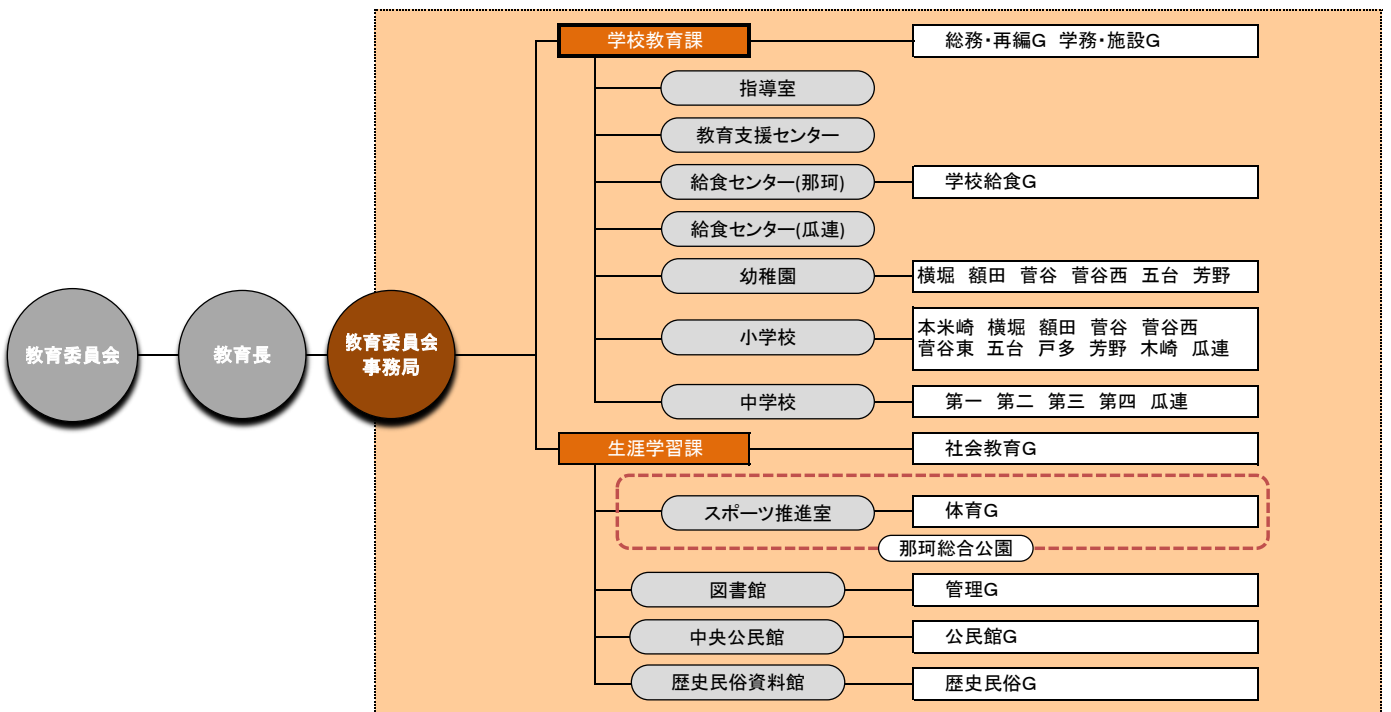 教育委員会
教育長
教育委員会
事務局
学校教育課
総務・再編G 学務・施設G
指導室
教育支援センター
給食センター(那珂)
学校給食G
給食センター(瓜連)
幼稚園
横堀 額田 菅谷 菅谷西 五台 芳野
小学校
本米崎 横堀 額田 菅谷 菅谷西
菅谷東 五台 戸多 芳野 木崎 瓜連
中学校
第一 第二 第三 第四 瓜連
生涯学習課
社会教育G
スポーツ推進室
体育G
那珂総合公園
図書館
管理G
中央公民館
公民館G
歴史民俗資料館
歴史民俗G